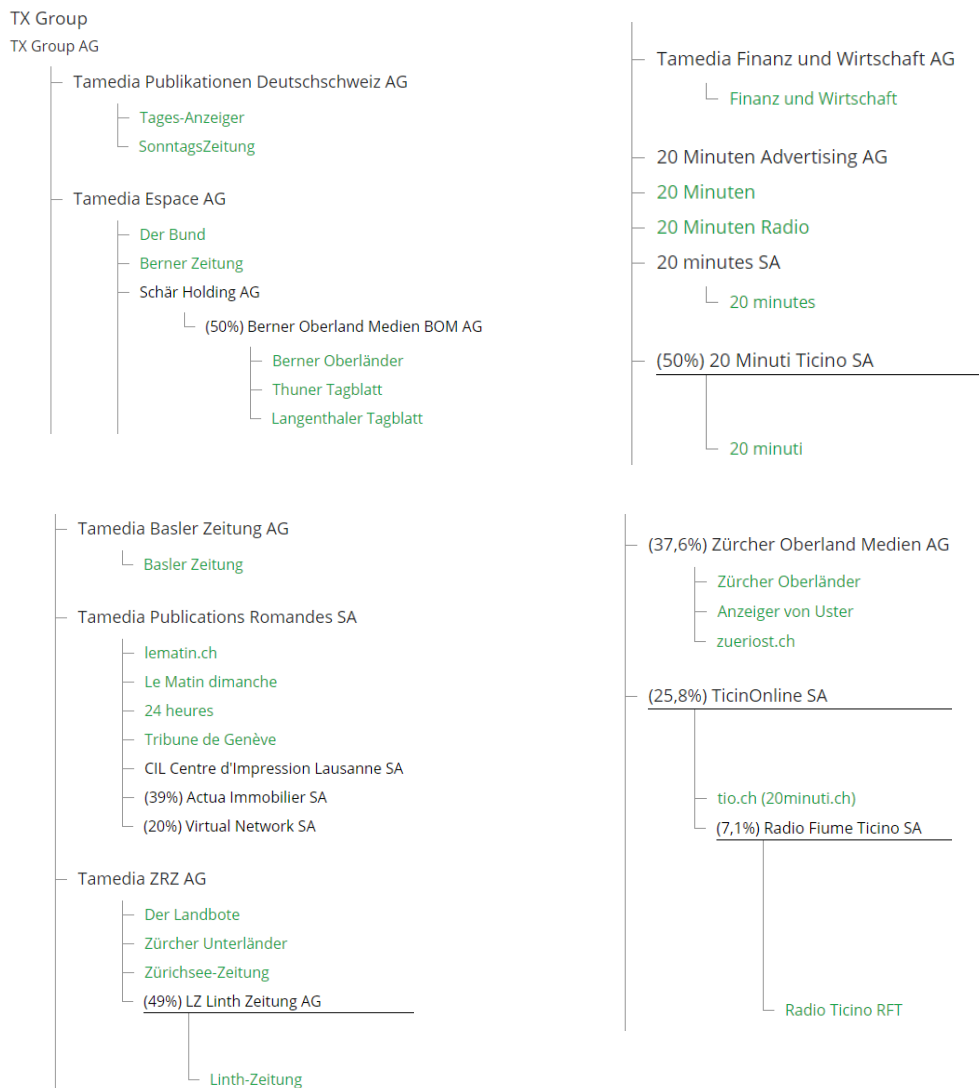 TX Group
TX Group AG
Tamedia Publikationen Deutschschweiz AG
Tages-Anzeiger
SonntagsZeitung
Tamedia Espace AG
Der Bund
Berner Zeitung
Schär Holding AG
(50%) Berner Oberland Medien BOM AG
Berner Oberländer
Thuner Tagblatt
Langenthaler Tagblatt
Tamedia Finanz und Wirtschaft AG
Finanz und Wirtschaft
20 Minuten Advertising AG
20 Minuten
20 Minuten Radio
20 minutes SA
20 minutes
(50%) 20 Minuti Ticino SA
20 minuti
Tamedia Basler Zeitung AG
Basler Zeitung
Tamedia Publications Romandes SA
lematin.ch
Le Matin dimanche
24 heures
Tribune de Genève
CIL Centre d'Impression Lausanne SA
(39%) Actua Immobilier SA
(20%) Virtual Network SA
Tamedia ZRZ AG
Der Landbote
Zürcher Unterländer
Zürichsee-Zeitung
(49%) LZ Linth Zeitung AG
Linth-Zeitung
(37,6%) Zürcher Oberland Medien AG
Zürcher Oberländer
Anzeiger von Uster
zueriost.ch
(25,8%) TicinOnline SA
tio.ch (20minuti.ch)
(7,1%) Radio Fiume Ticino SA
Radio Ticino RFT